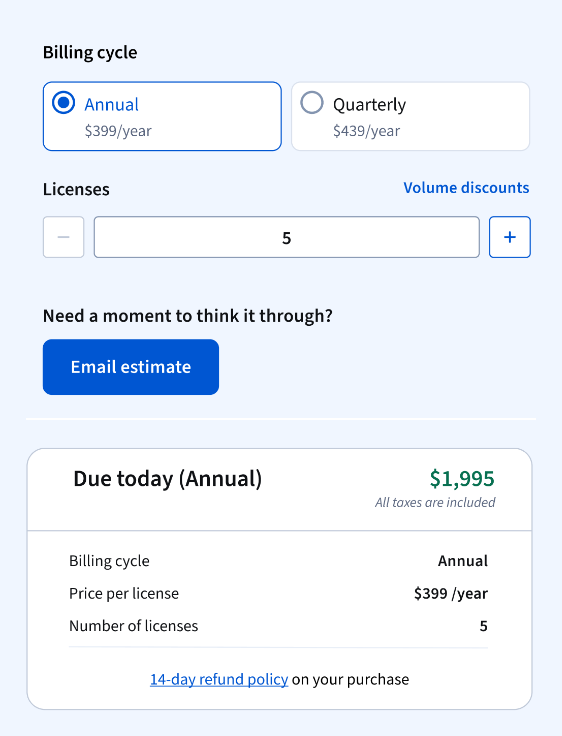 Billing cycle
Annual
$399/year
Quarterly
$439/year
Licenses
Volume discounts
−
5
+
Need a moment to think it through?
Email estimate
Due today (Annual)
$1,995
All taxes are included
Billing cycle
Annual
Price per license
$399 /year
Number of licenses
5
14-day refund policy on your purchase